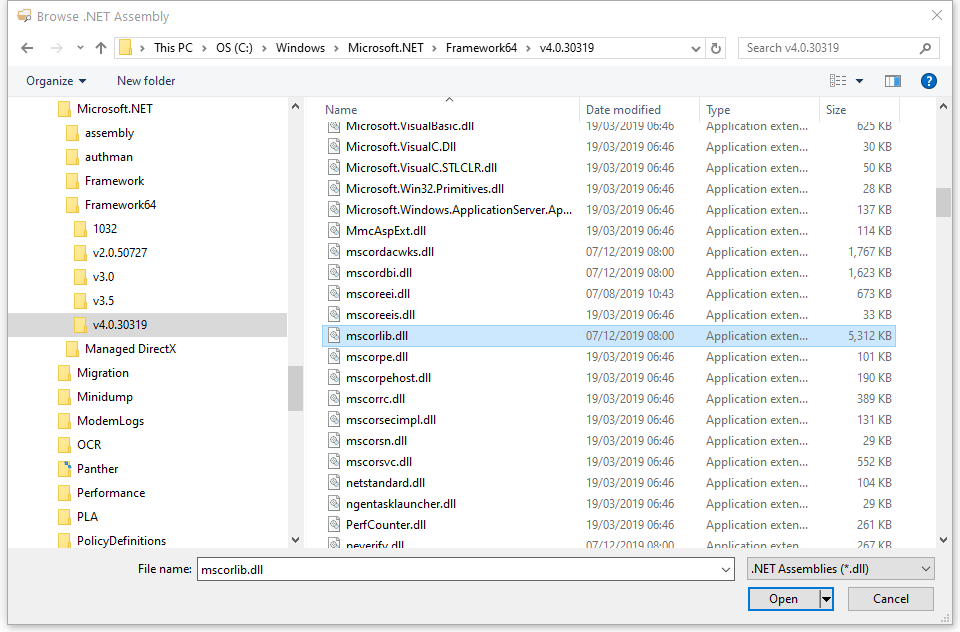 Browse .NET Assembly
This PC > OS (C:) > Windows > Microsoft.NET > Framework64 > v4.0.30319
Search v4.0.30319
Organize New folder
Microsoft.NET
assembly
authman
Framework
Framework64
1032
v2.0.50727
v3.0
v3.5
v4.0.30319
Managed DirectX
Migration
Minidump
ModemLogs
OCR
Panther
Performance
PLA
PolicyDefinitions
Name Date modified Type Size
Microsoft.VisualBasic.dll 19/03/2019 06:46 Application exten... 625 KB
Microsoft.VisualC.Dll 19/03/2019 06:46 Application exten... 30 KB
Microsoft.VisualC.STLCLR.dll 19/03/2019 06:46 Application exten... 50 KB
Microsoft.Win32.Primitives.dll 19/03/2019 06:46 Application exten... 28 KB
Microsoft.Windows.ApplicationServer.Ap... 19/03/2019 06:46 Application exten... 137 KB
MmcAspExt.dll 19/03/2019 06:46 Application exten... 114 KB
mscordacwks.dll 07/12/2019 08:00 Application exten... 1,767 KB
mscordbi.dll 07/12/2019 08:00 Application exten... 1,623 KB
mscoreei.dll 07/08/2019 10:43 Application exten... 673 KB
mscoreeis.dll 19/03/2019 06:46 Application exten... 33 KB
mscorlib.dll 07/12/2019 08:00 Application exten... 5,312 KB
mscorpe.dll 19/03/2019 06:46 Application exten... 101 KB
mscorpehost.dll 19/03/2019 06:46 Application exten... 190 KB
mscorrc.dll 19/03/2019 06:46 Application exten... 389 KB
mscorsecimpl.dll 19/03/2019 06:46 Application exten... 131 KB
mscorsn.dll 19/03/2019 06:46 Application exten... 29 KB
mscorsvc.dll 19/03/2019 06:46 Application exten... 552 KB
netstandard.dll 19/03/2019 06:46 Application exten... 104 KB
ngentasklauncher.dll 19/03/2019 06:46 Application exten... 29 KB
PerfCounter.dll 19/03/2019 06:46 Application exten... 261 KB
peverify.dll 07/12/2019 08:00 Application exten... 267 KB
File name: mscorlib.dll .NET Assemblies (*.dll)
Open Cancel